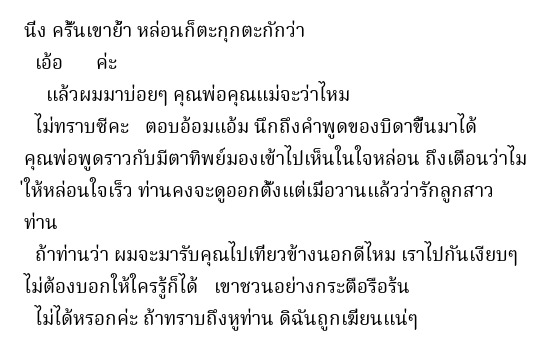 นึง ครั้นเขาย้ำ หล่อนก็ตะกุกตะกักว่า
เอ้อ ค่ะ
แล้วผมมาบ่อยๆ คุณพ่อคุณแม่จะว่าไหม
ไม่ทราบซีคะ ตอบอ้อมแอ้ม นึกถึงคำพูดของบิดาขึ้นมาได้
คุณพ่อพูดราวกับมีตาทิพย์มองเข้าไปเห็นในใจหล่อน ถึงเตือนว่าไม
่ให้หล่อนใจเร็ว ท่านคงจะดูออกตั้งแต่เมื่อวานแล้วว่ารักลูกสาว
ท่าน
ถ้าท่านว่า ผมจะมารับคุณไปเที่ยวข้างนอกดีไหม เราไปกันเงียบๆ
ไม่ต้องบอกให้ใครรู้ก็ได้ เขาชวนอย่างกระตือรือร้น
ไม่ได้หรอกค่ะ ถ้าทราบถึงหูท่าน ดิฉันถูกเฆี่ยนแน่ๆ